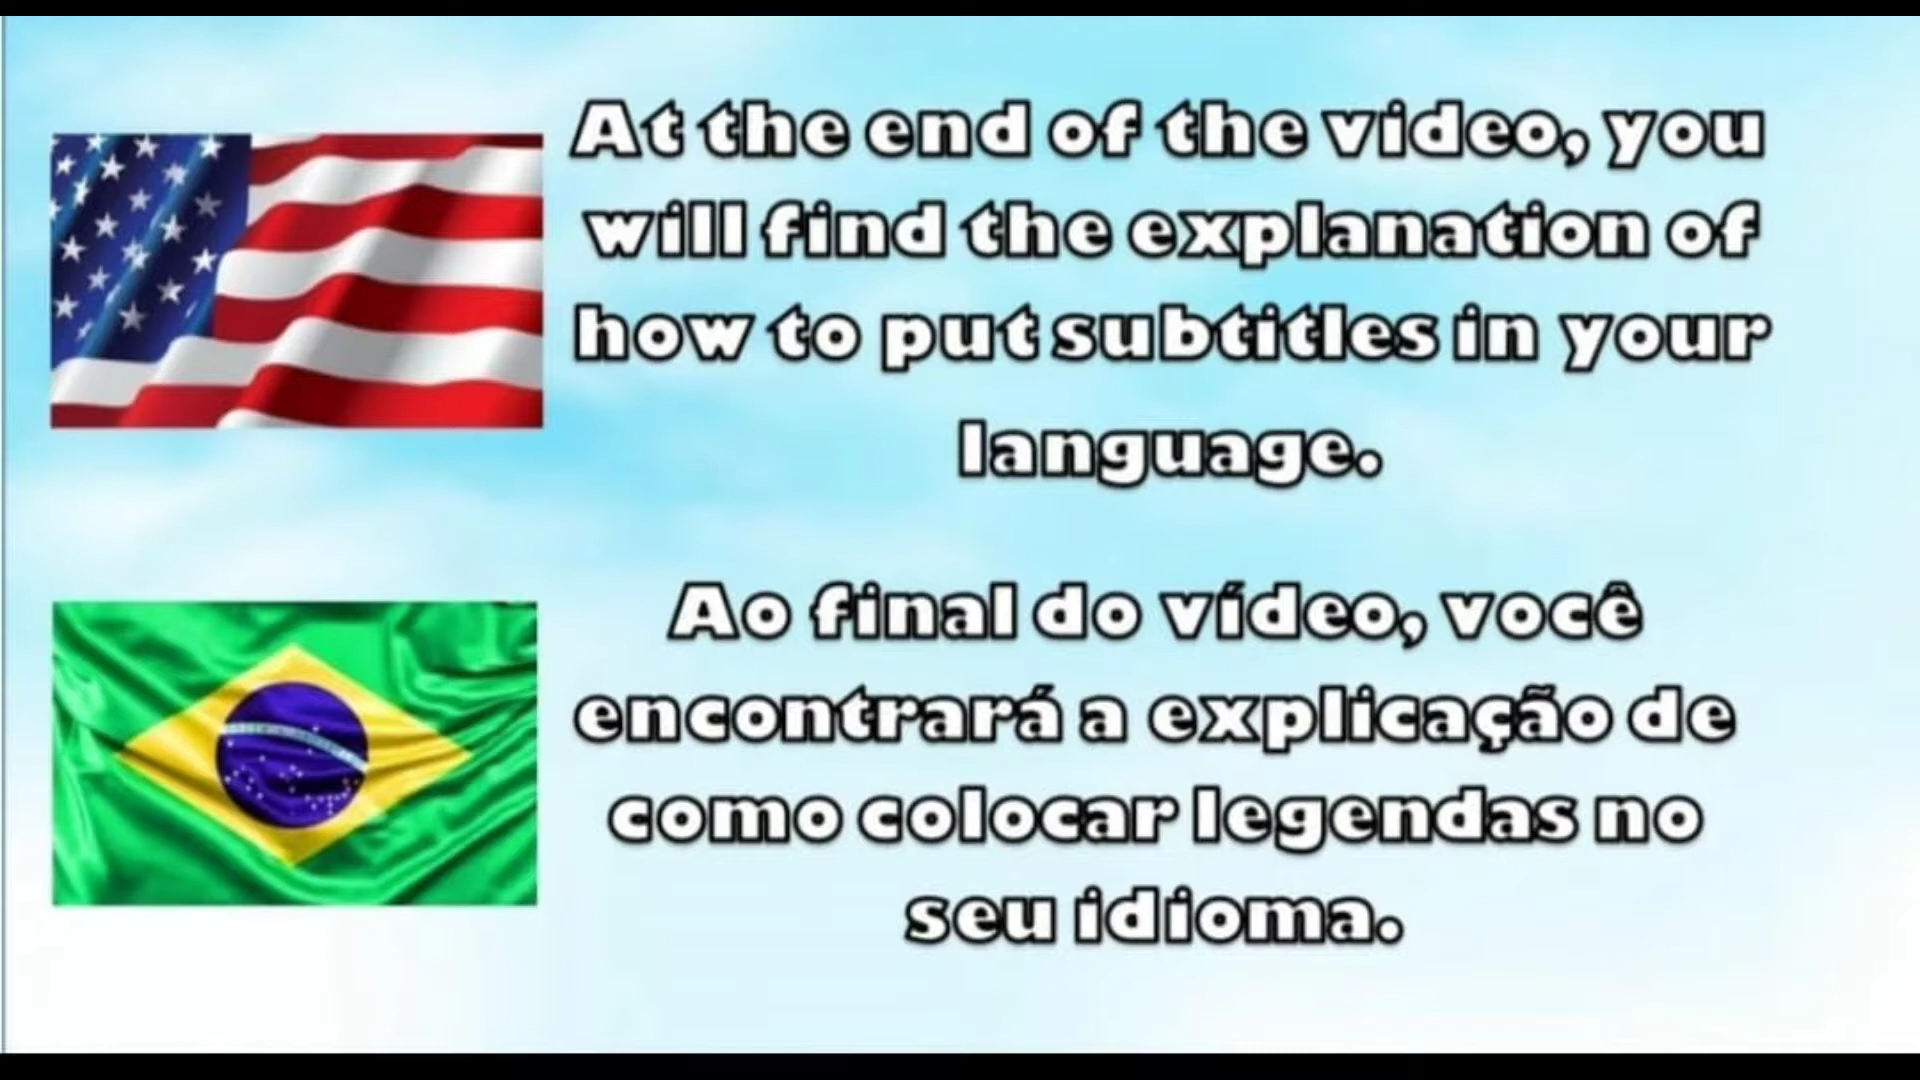 At the end of the video, you
will find the explanation of
how to put subtitles in your
language.
Ao final do vídeo, você
encontrará a explicação de
como colocar legendas no
seu idioma.